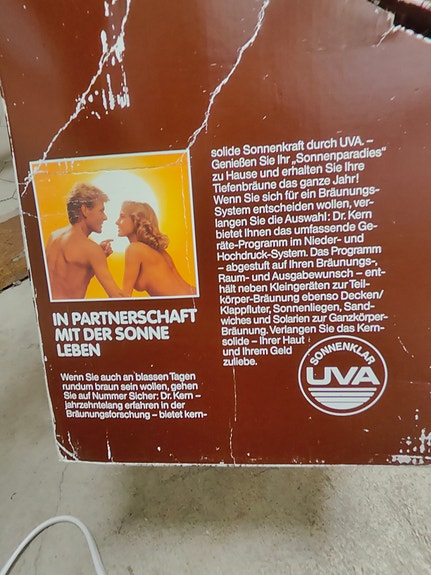 IN PARTNERSCHAFT
MIT DER SONNE
LEBEN
Wenn Sie auch an blassen Tagen
rundum braun sein wollen, gehen
Sie auf Nummer Sicher: Dr. Kern –
jahrzehntelang erfahren in der
Bräunungsforschung – bietet kern-
solide Sonnenkraft durch UVA. –
Genießen Sie Ihr „Sonnenparadies“
zu Hause und erhalten Sie Ihre
Tiefenbräune das ganze Jahr!
Wenn Sie sich für ein Bräunungs-
System entscheiden wollen, ver-
langen Sie die Auswahl: Dr. Kern
bietet Ihnen das umfassende Ge-
räte-Programm im Nieder- und
Hochdruck-System. Das Programm
– abgestuft auf Ihren Bräunungs-,
Raum- und Ausgabewunsch – ent-
hält neben Kleingeräten zur Teil-
körper-Bräunung ebenso Decken/
Klappfluter, Sonnenliegen, Sand-
wiches und Solarien zur Ganzkörper-
Bräunung. Verlangen Sie das Kern-
solide – Ihrer Haut
und Ihrem Geld
zuliebe.
SONNENKLAR
UVA